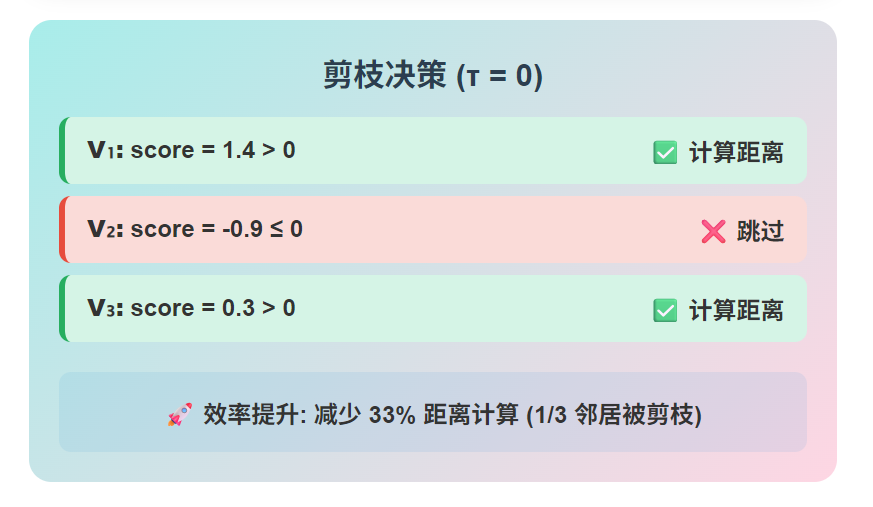 剪枝决策 (τ = 0)
V₁: score = 1.4 > 0 ✅ 计算距离
V₂: score = -0.9 ≤ 0 ❌ 跳过
V₃: score = 0.3 > 0 ✅ 计算距离
🚀 效率提升: 减少 33% 距离计算 (1/3 邻居被剪枝)